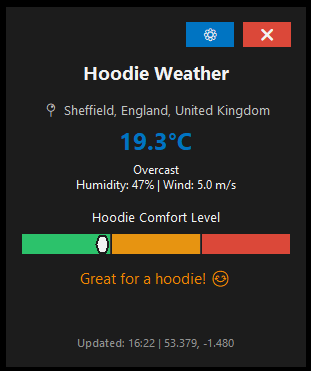 Hoodie Weather
Sheffield, England, United Kingdom
19.3°C
Overcast
Humidity: 47% | Wind: 5.0 m/s
Hoodie Comfort Level
Great for a hoodie! 😊
Updated: 16:22 | 53.379, -1.480